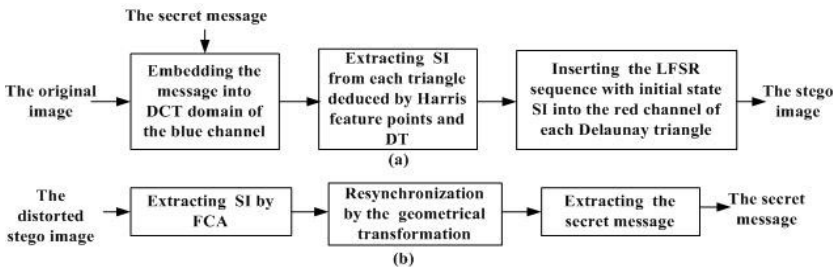 The secret message
The original
image
Embedding the
message into
DCT domain of
the blue channel
Extracting SI
from each triangle
deduced by Harris
feature points and
DT
Inserting the LFSR
sequence with initial state
SI into the red channel of
each Delaunay triangle
The stego
image
(a)
The
distorted
stego image
Extracting SI by
FCA
Resynchronization
by the geometrical
transformation
Extracting the
secret message
The secret
message
(b)